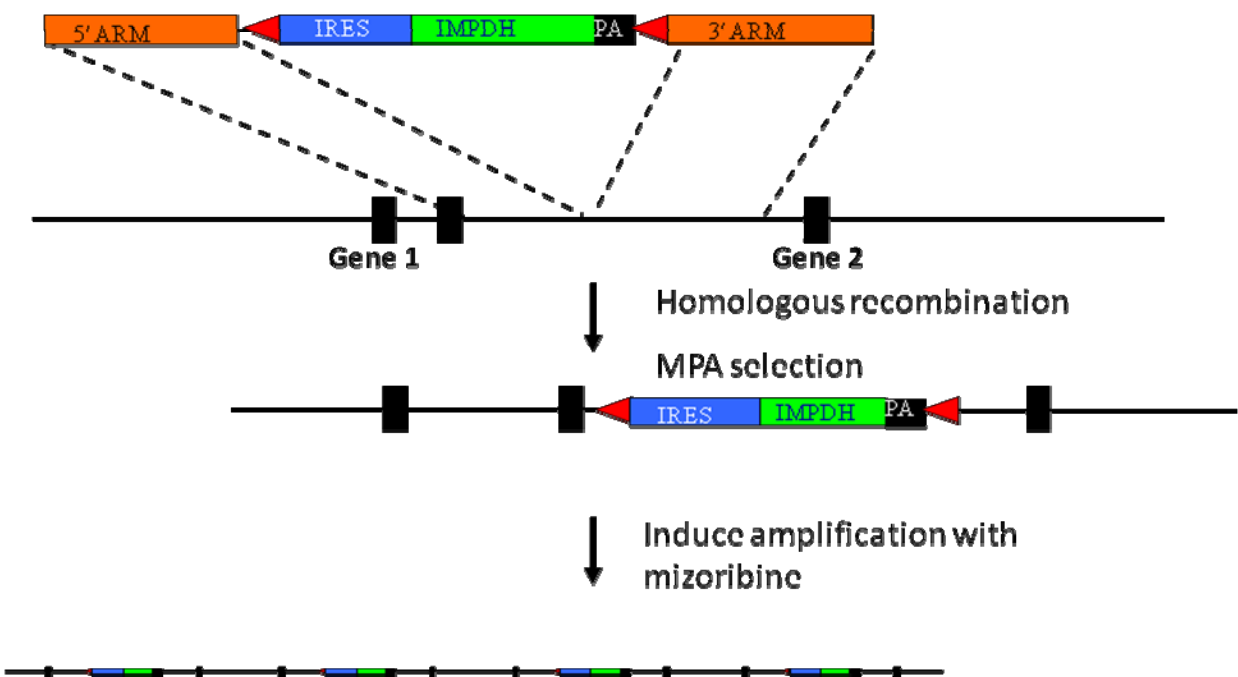 5' ARM IRES IMPDH PA 3' ARM
Gene 1 Gene 2
Homologous recombination
MPA selection
IRES IMPDH PA
Induce amplification with
mizoribine